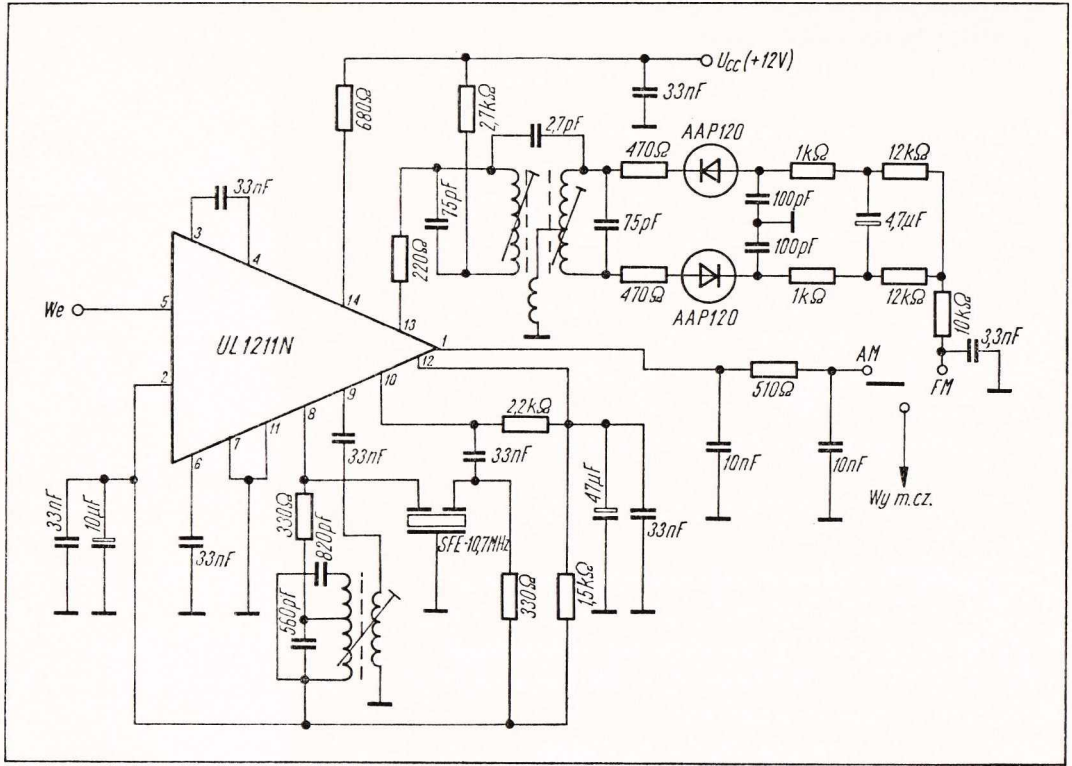 U_CC (+12V)
680Ω
2,7kΩ
33nF
2,7pF
AAP120
470Ω
1kΩ
12kΩ
33nF
3
4
75pF
75pF
100pF
4,7µF
100pF
220Ω
470Ω
1kΩ
12kΩ
AAP120
14
13
We
5
UL1211N
10kΩ
3,3nF
1
12
AM
FM
2
10
510Ω
9
8
2,2kΩ
7
11
6
33nF
33nF
10nF
10nF
Wy m.cz.
33nF
10µF
33nF
330Ω
820pF
SFE-10,7MHz
47µF
33nF
560pF
330Ω
1,5kΩ